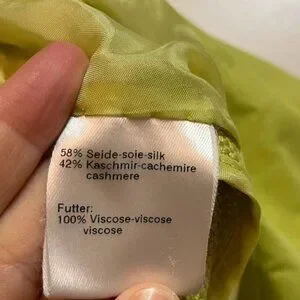 58% Seide-soie-silk
42% Kaschmir-cachemire
cashmere
Futter:
100% Viscose-viscose
viscose